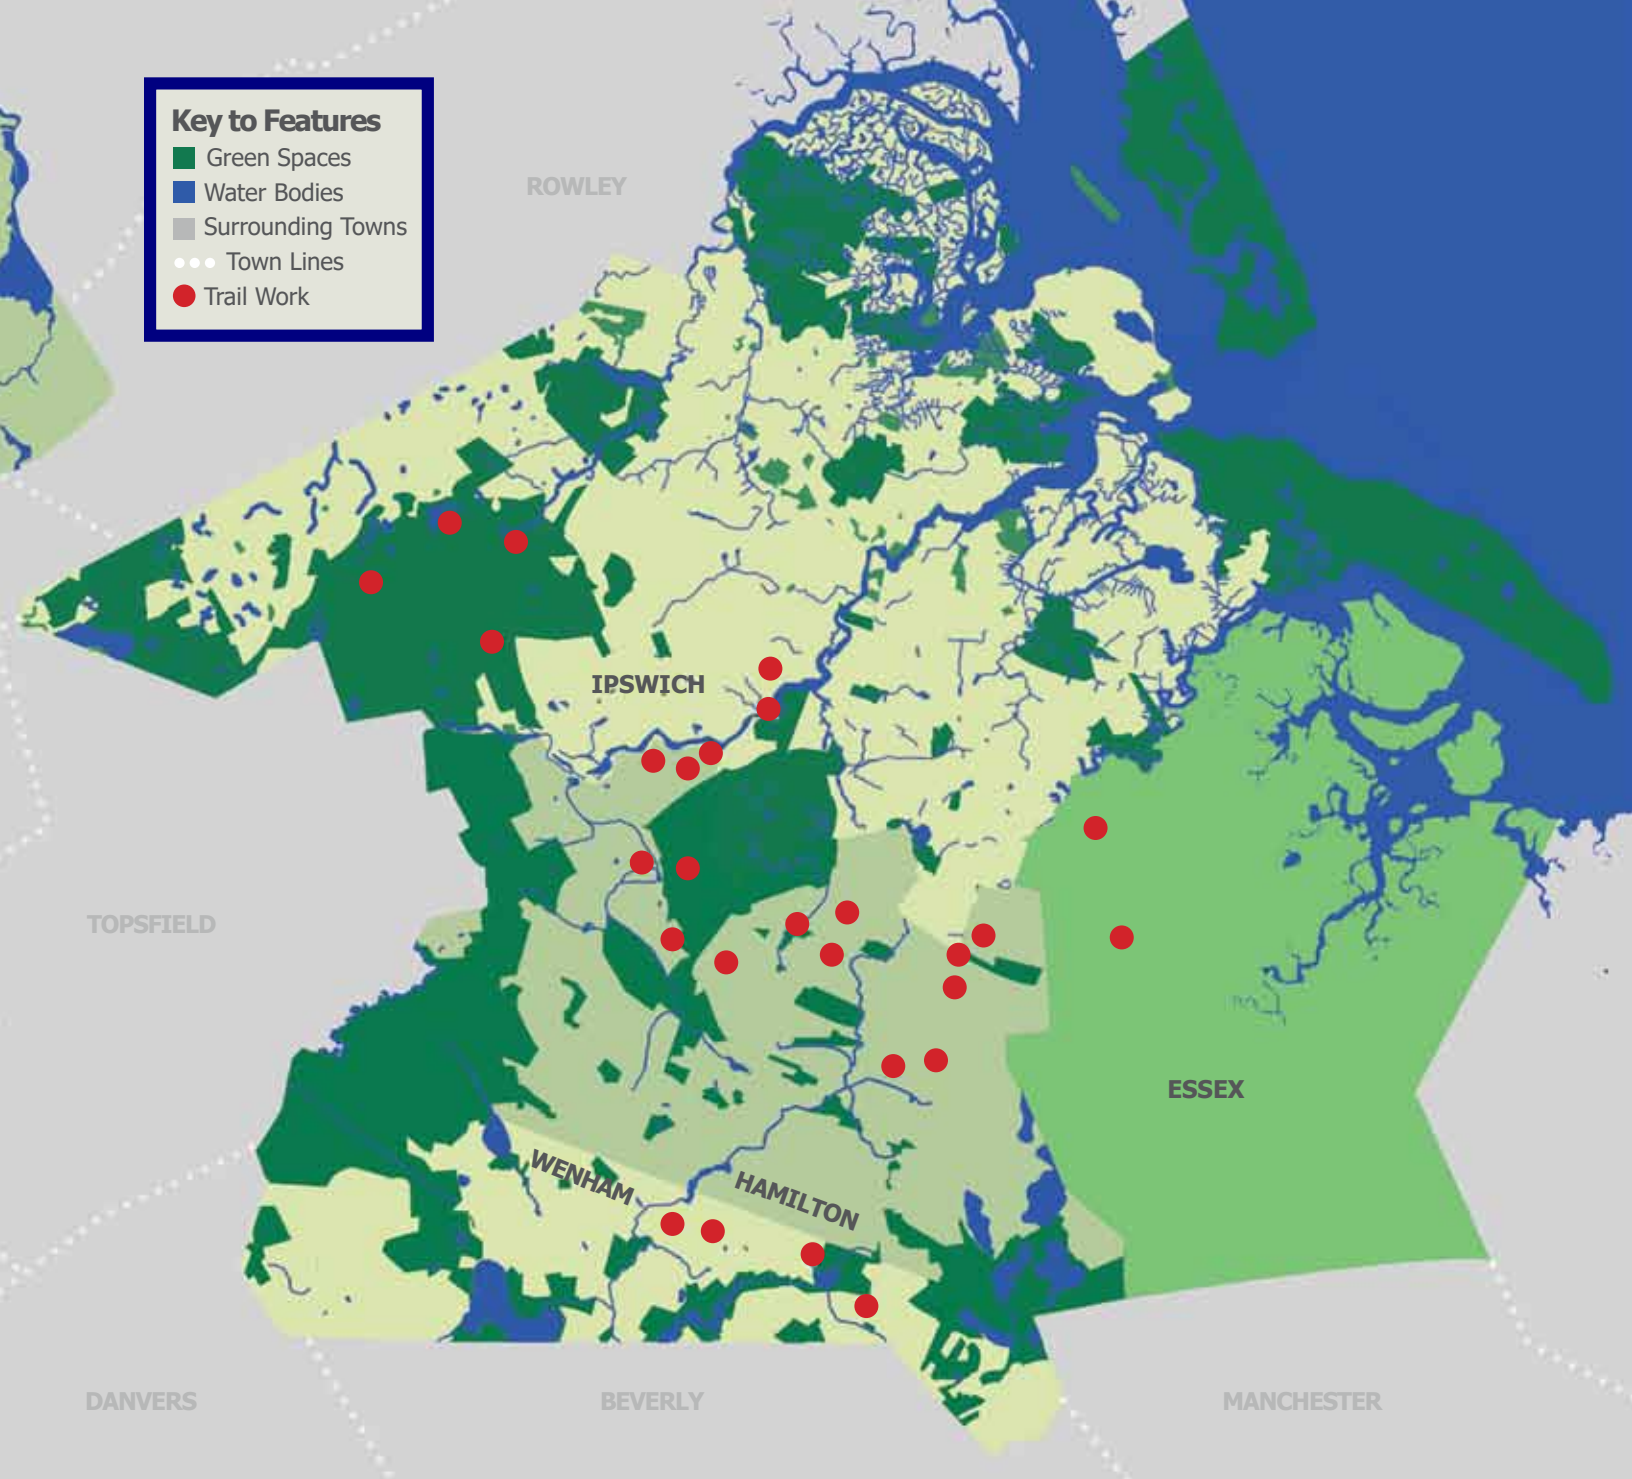 Key to Features
Green Spaces
Water Bodies
Surrounding Towns
Town Lines
Trail Work
ROWLEY
IPSWICH
TOPSFIELD
ESSEX
WENHAM
HAMILTON
DANVERS
BEVERLY
MANCHESTER